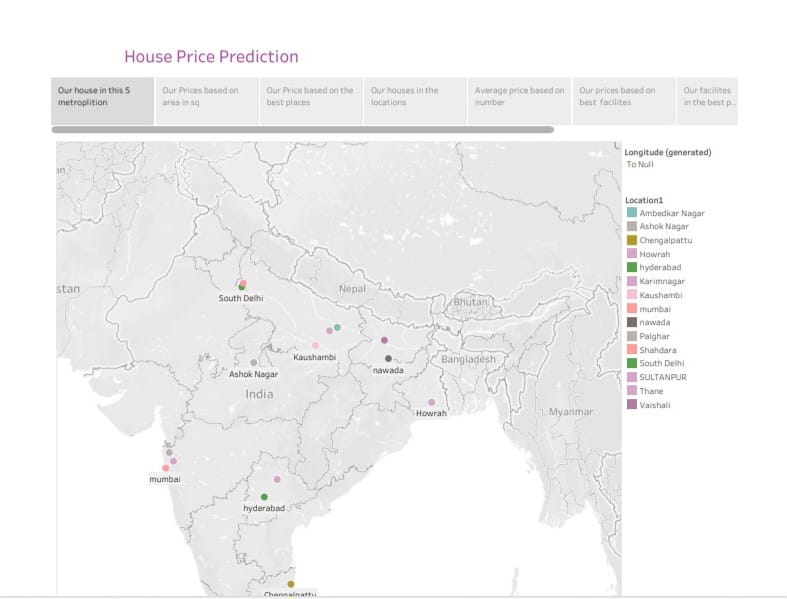 House Price Prediction
Our house in this 5
metroplition
Our Prices based on
area in sq
Our Price based on the
best places
Our houses in the
locations
Average price based on
number
Our prices based on
best facilites
Our facilites
in the best p..
Longitude (generated)
To Null
Location1
Ambedkar Nagar
Ashok Nagar
Chengalpattu
Howrah
hyderabad
Karimnagar
Kaushambi
mumbai
nawada
Palghar
Shahdara
South Delhi
SULTANPUR
Thane
Vaishali
an
stan
South Delhi
Nepal
Bhutan
Kaushambi
nawada
Bangladesh
Ashok Nagar
India
Howrah
Myanmar
mumbai
hyderabad
Chengalpattu